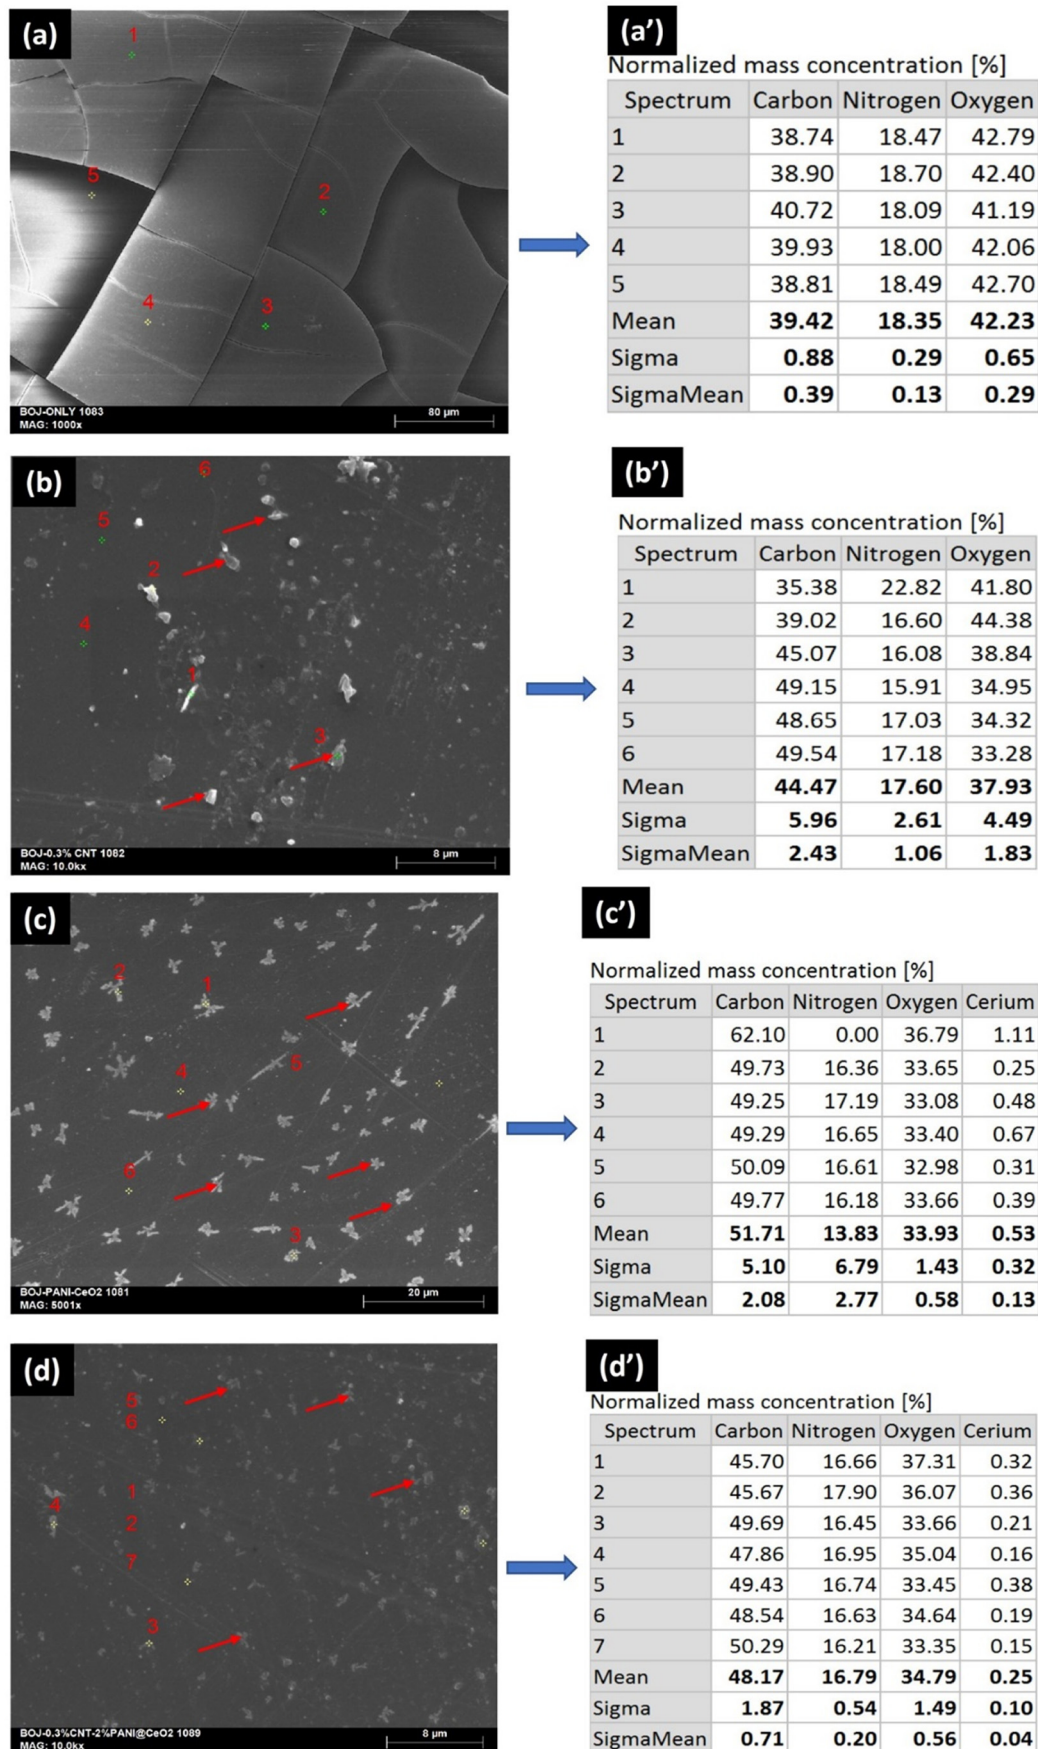 (a)
1
5
2
4
3
BOJ-ONLY 1083
MAG: 1000x
80 µm
(a')
Normalized mass concentration [%]
Spectrum Carbon Nitrogen Oxygen
1 38.74 18.47 42.79
2 38.90 18.70 42.40
3 40.72 18.09 41.19
4 39.93 18.00 42.06
5 38.81 18.49 42.70
Mean 39.42 18.35 42.23
Sigma 0.88 0.29 0.65
SigmaMean 0.39 0.13 0.29
(b)
6
5
2
4
1
3
BOJ-0.3% CNT 1082
MAG: 10.0kx
8 µm
(b')
Normalized mass concentration [%]
Spectrum Carbon Nitrogen Oxygen
1 35.38 22.82 41.80
2 39.02 16.60 44.38
3 45.07 16.08 38.84
4 49.15 15.91 34.95
5 48.65 17.03 34.32
6 49.54 17.18 33.28
Mean 44.47 17.60 37.93
Sigma 5.96 2.61 4.49
SigmaMean 2.43 1.06 1.83
(c)
2
1
5
4
6
3
BOJ-PANI-CeO2 1081
MAG: 5001x
20 µm
(c')
Normalized mass concentration [%]
Spectrum Carbon Nitrogen Oxygen Cerium
1 62.10 0.00 36.79 1.11
2 49.73 16.36 33.65 0.25
3 49.25 17.19 33.08 0.48
4 49.29 16.65 33.40 0.67
5 50.09 16.61 32.98 0.31
6 49.77 16.18 33.66 0.39
Mean 51.71 13.83 33.93 0.53
Sigma 5.10 6.79 1.43 0.32
SigmaMean 2.08 2.77 0.58 0.13
(d)
5
6
1
4
2
7
3
BOJ-0.3%CNT-2%PANI@CeO2 1089
MAG: 10.0kx
8 µm
(d')
Normalized mass concentration [%]
Spectrum Carbon Nitrogen Oxygen Cerium
1 45.70 16.66 37.31 0.32
2 45.67 17.90 36.07 0.36
3 49.69 16.45 33.66 0.21
4 47.86 16.95 35.04 0.16
5 49.43 16.74 33.45 0.38
6 48.54 16.63 34.64 0.19
7 50.29 16.21 33.35 0.15
Mean 48.17 16.79 34.79 0.25
Sigma 1.87 0.54 1.49 0.10
SigmaMean 0.71 0.20 0.56 0.04